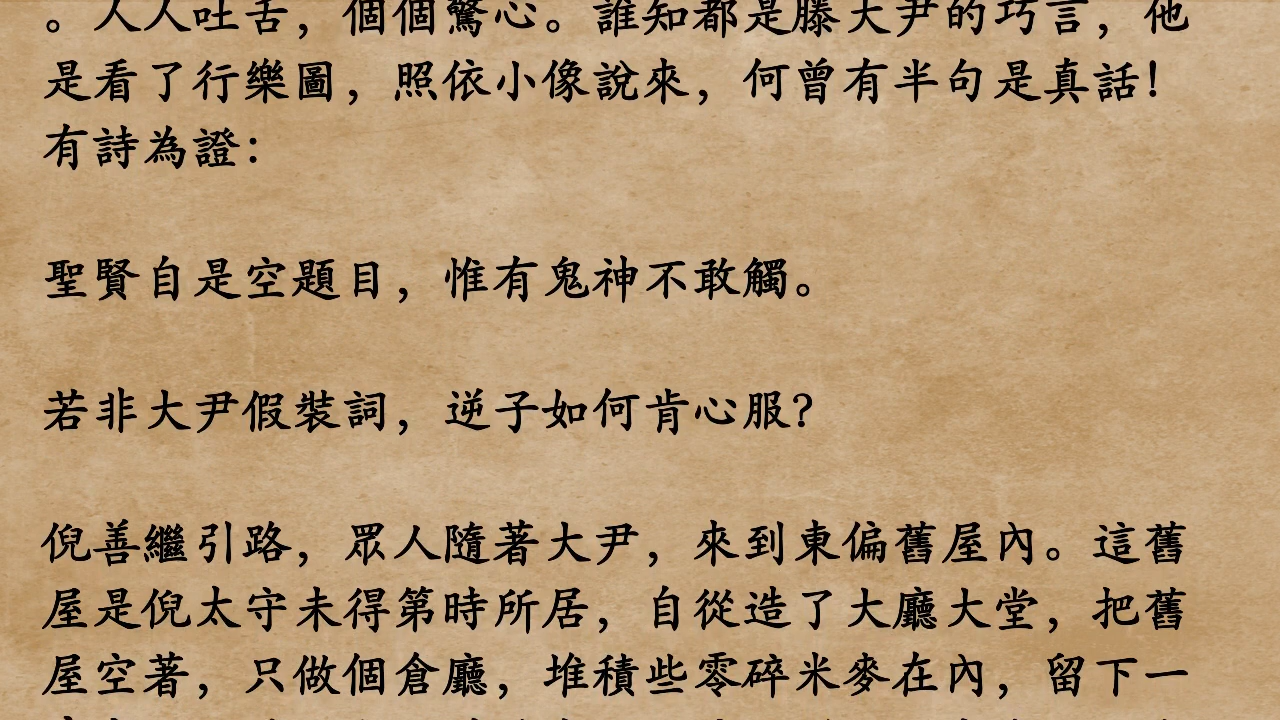 。人人吐舌，個個驚心。誰知都是滕大尹的巧言，他
是看了行樂圖，照依小像說來，何曾有半句是真話！
有詩為證：
聖賢自是空題目，惟有鬼神不敢觸。
若非大尹假裝詞，逆子如何肯心服？
倪善繼引路，眾人隨著大尹，來到東偏舊屋內。這舊
屋是倪太守未得第時所居，自從造了大廳大堂，把舊
屋空著，只做個倉廳，堆積些零碎米麥在內，留下一